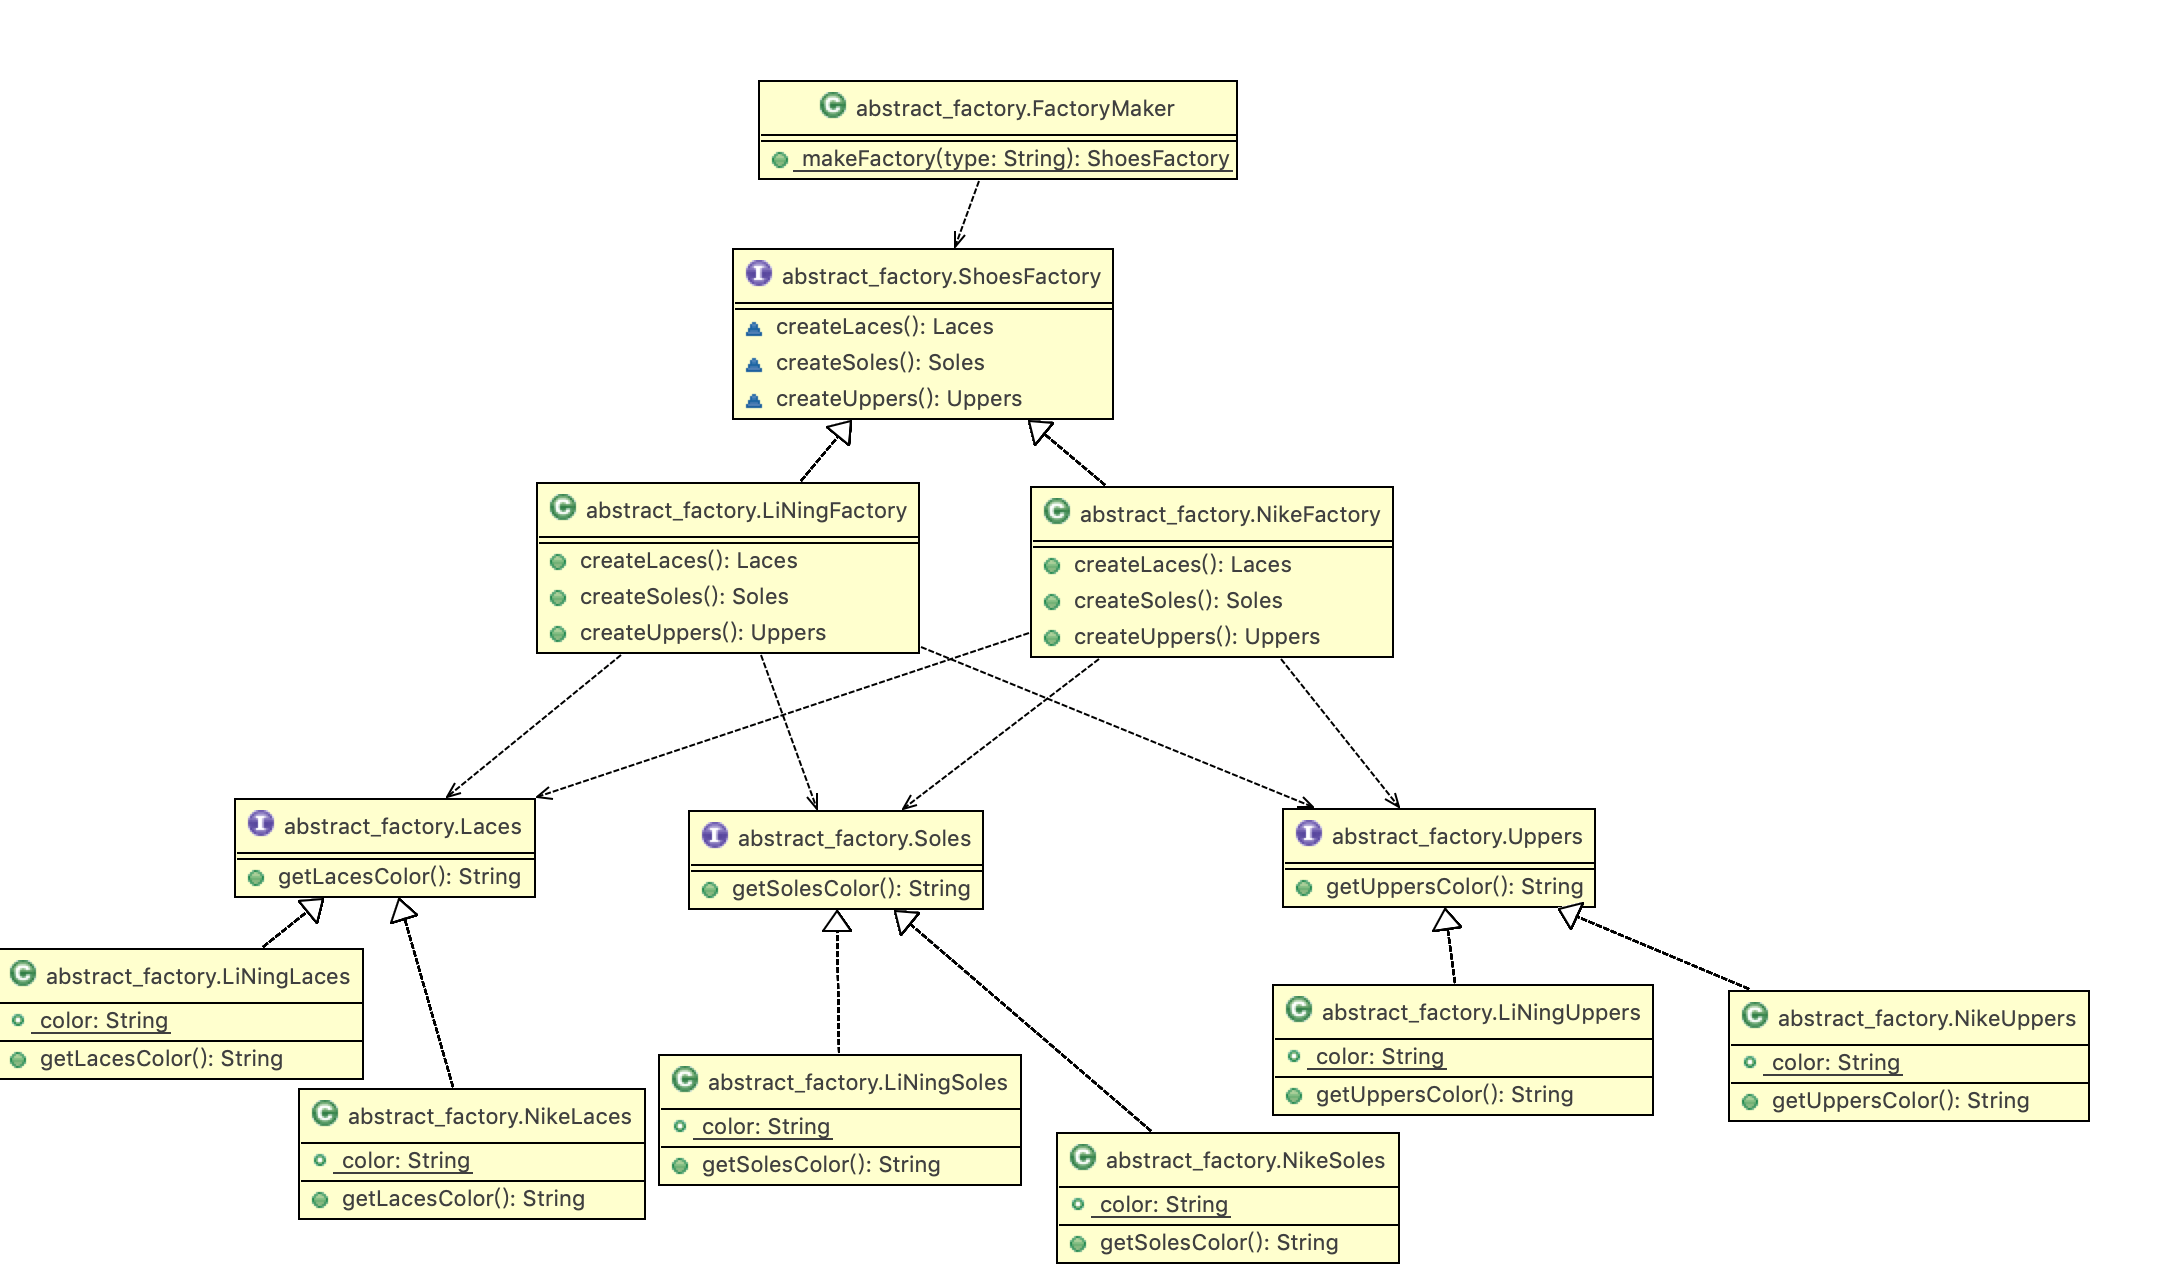 abstract_factory.FactoryMaker
makeFactory(type: String): ShoesFactory
abstract_factory.ShoesFactory
createLaces(): Laces
createSoles(): Soles
createUppers(): Uppers
abstract_factory.LiNingFactory
createLaces(): Laces
createSoles(): Soles
createUppers(): Uppers
abstract_factory.NikeFactory
createLaces(): Laces
createSoles(): Soles
createUppers(): Uppers
abstract_factory.Laces
getLacesColor(): String
abstract_factory.Soles
getSolesColor(): String
abstract_factory.Uppers
getUppersColor(): String
abstract_factory.LiNingLaces
color: String
getLacesColor(): String
abstract_factory.NikeLaces
color: String
getLacesColor(): String
abstract_factory.LiNingSoles
color: String
getSolesColor(): String
abstract_factory.NikeSoles
color: String
getSolesColor(): String
abstract_factory.LiNingUppers
color: String
getUppersColor(): String
abstract_factory.NikeUppers
color: String
getUppersColor(): String